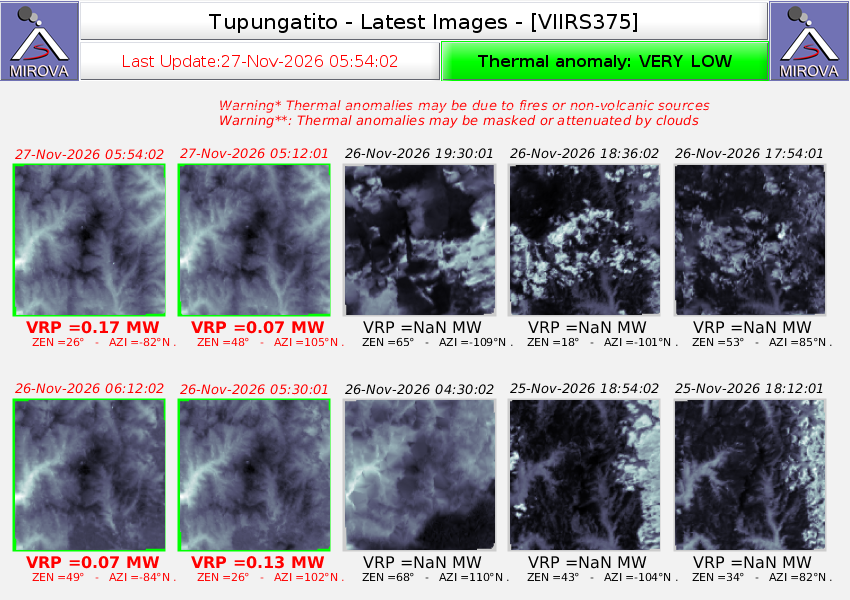 Tupungatito - Latest Images - [VIIRS375]
MIROVA
Last Update:27-Nov-2026 05:54:02
Thermal anomaly: VERY LOW
MIROVA
Warning* Thermal anomalies may be due to fires or non-volcanic sources
Warning**: Thermal anomalies may be masked or attenuated by clouds
27-Nov-2026 05:54:02
27-Nov-2026 05:12:01
26-Nov-2026 19:30:01
26-Nov-2026 18:36:02
26-Nov-2026 17:54:01
VRP =0.17 MW
VRP =0.07 MW
VRP =NaN MW
VRP =NaN MW
VRP =NaN MW
ZEN =26° - AZI =-82°N .
ZEN =48° - AZI =105°N .
ZEN =65° - AZI =-109°N .
ZEN =18° - AZI =-101°N .
ZEN =53° - AZI =85°N .
26-Nov-2026 06:12:02
26-Nov-2026 05:30:01
26-Nov-2026 04:30:02
25-Nov-2026 18:54:02
25-Nov-2026 18:12:01
VRP =0.07 MW
VRP =0.13 MW
VRP =NaN MW
VRP =NaN MW
VRP =NaN MW
ZEN =49° - AZI =-84°N .
ZEN =26° - AZI =102°N .
ZEN =68° - AZI =110°N .
ZEN =43° - AZI =-104°N .
ZEN =34° - AZI =82°N .